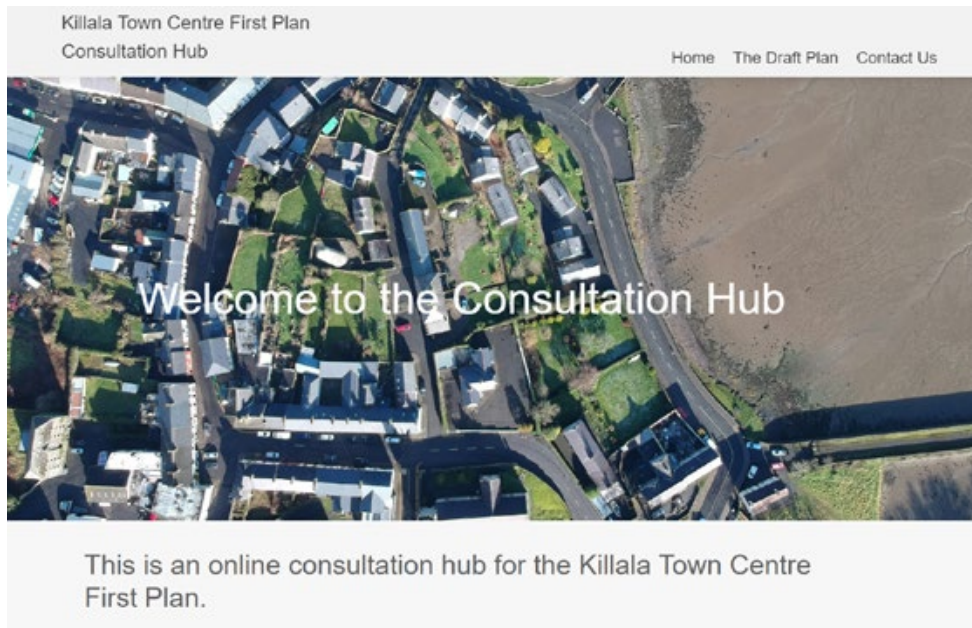 Killala Town Centre First Plan
Consultation Hub
Home The Draft Plan Contact Us
Welcome to the Consultation Hub
This is an online consultation hub for the Killala Town Centre
First Plan.